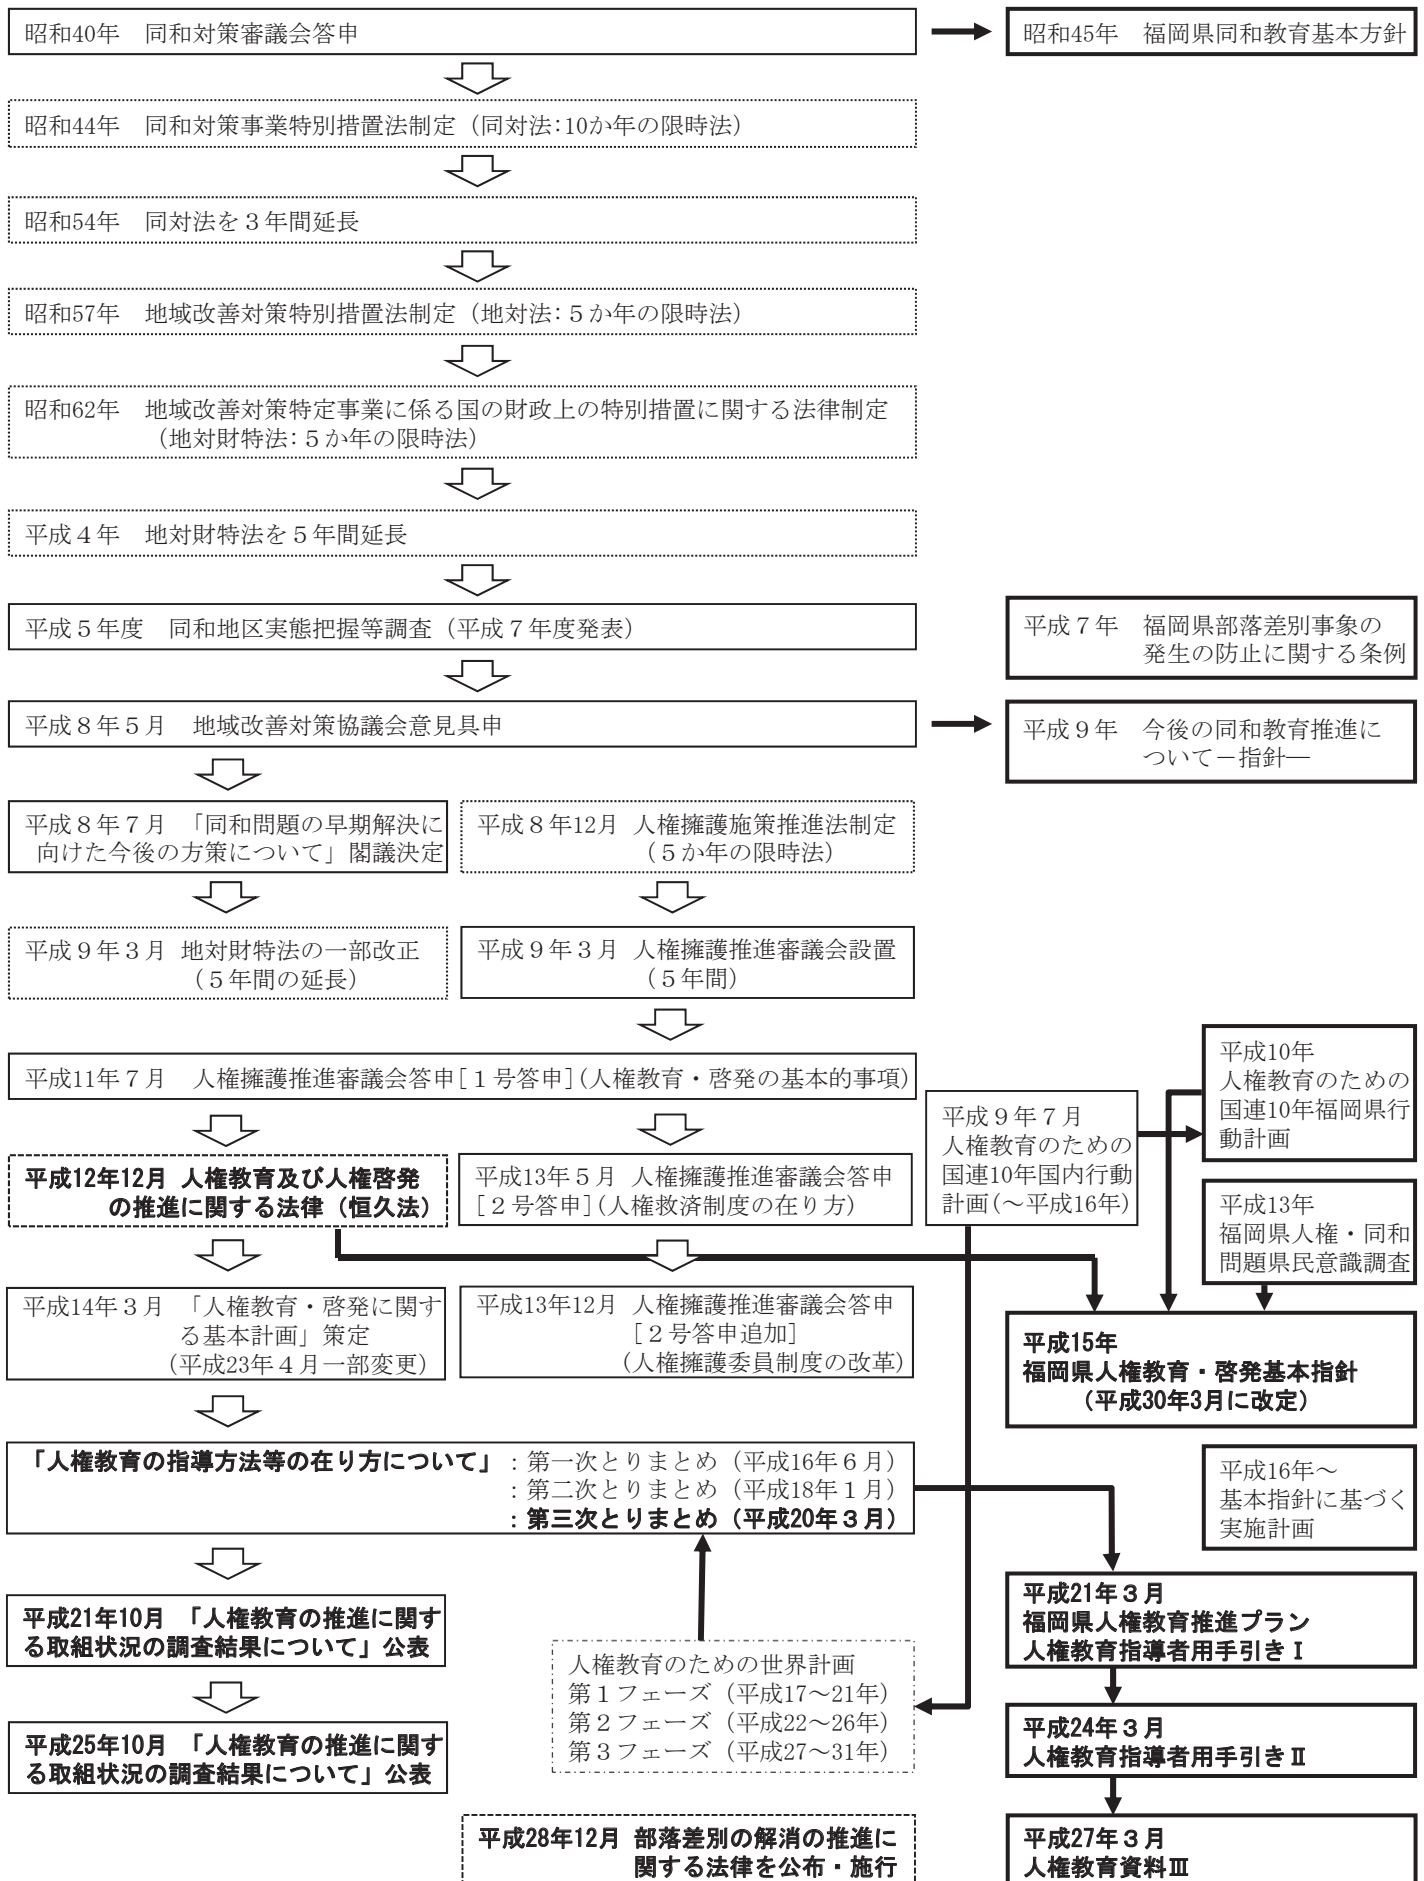 昭和40年　同和対策審議会答申
昭和45年　福岡県同和教育基本方針
昭和44年　同和対策事業特別措置法制定（同対法：10か年の限時法）
昭和54年　同対法を３年間延長
昭和57年　地域改善対策特別措置法制定（地対法：５か年の限時法）
昭和62年　地域改善対策特定事業に係る国の財政上の特別措置に関する法律制定
（地対財特法：５か年の限時法）
平成４年　地対財特法を５年間延長
平成５年度　同和地区実態把握等調査（平成７年度発表）
平成７年　福岡県部落差別事象の
発生の防止に関する条例
平成８年５月　地域改善対策協議会意見具申
平成９年　今後の同和教育推進に
ついて－指針―
平成８年７月　「同和問題の早期解決に
向けた今後の方策について」閣議決定
平成８年12月　人権擁護施策推進法制定
（５か年の限時法）
平成９年３月　地対財特法の一部改正
（５年間の延長）
平成９年３月　人権擁護推進審議会設置
（５年間）
平成11年７月　人権擁護推進審議会答申[１号答申](人権教育・啓発の基本的事項)
平成９年７月
人権教育のための
国連10年国内行動
計画(～平成16年)
平成10年
人権教育のための
国連10年福岡県行
動計画
平成12年12月　人権教育及び人権啓発
の推進に関する法律（恒久法）
平成13年５月　人権擁護推進審議会答申
[２号答申](人権救済制度の在り方)
平成13年
福岡県人権・同和
問題県民意識調査
平成14年３月　「人権教育・啓発に関す
る基本計画」策定
(平成23年４月一部変更)
平成13年12月　人権擁護推進審議会答申
[２号答申追加]
(人権擁護委員制度の改革)
平成15年
福岡県人権教育・啓発基本指針
（平成30年3月に改定）
「人権教育の指導方法等の在り方について」：第一次とりまとめ（平成16年６月）
：第二次とりまとめ（平成18年１月）
：第三次とりまとめ（平成20年３月）
平成16年～
基本指針に基づく
実施計画
平成21年10月　「人権教育の推進に関す
る取組状況の調査結果について」公表
平成21年３月
福岡県人権教育推進プラン
人権教育指導者用手引きⅠ
人権教育のための世界計画
第１フェーズ（平成17～21年）
第２フェーズ（平成22～26年）
第３フェーズ（平成27～31年）
平成25年10月　「人権教育の推進に関す
る取組状況の調査結果について」公表
平成24年３月
人権教育指導者用手引きⅡ
平成28年12月　部落差別の解消の推進に
関する法律を公布・施行
平成27年３月
人権教育資料Ⅲ